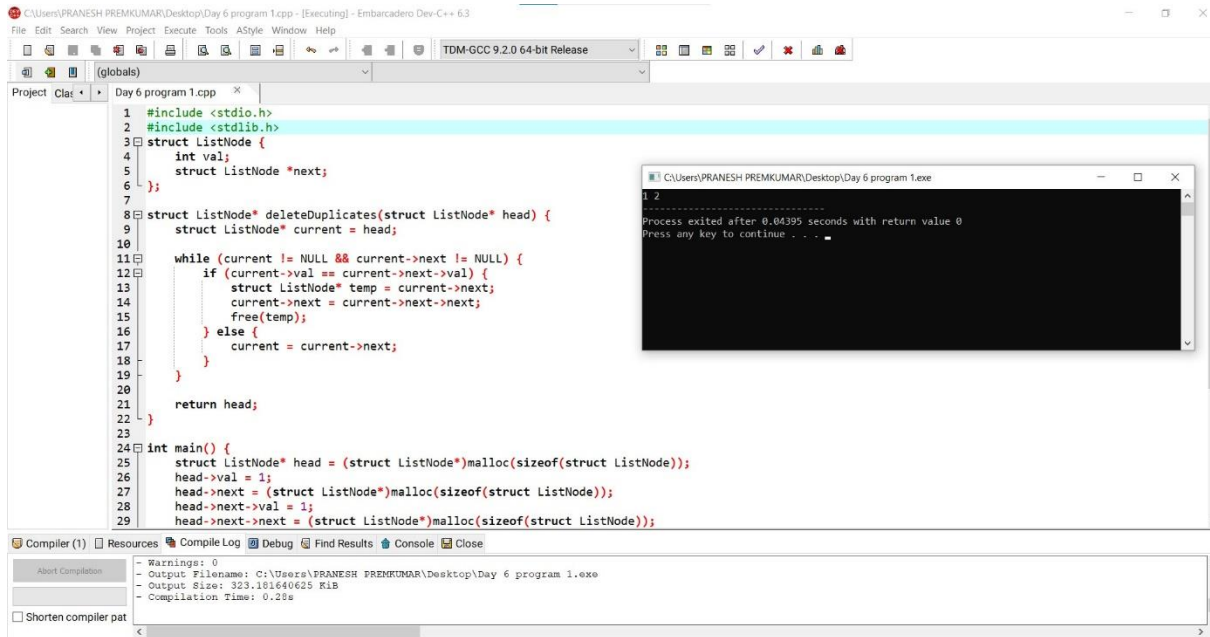 C:\Users\PRANESH PREMKUMAR\Desktop\Day 6 program 1.cpp - [Executing] - Embarcadero Dev-C++ 6.3
File Edit Search View Project Execute Tools AStyle Window Help
TDM-GCC 9.2.0 64-bit Release
(globals)
Project Clas Day 6 program 1.cpp
1 #include <stdio.h>
2 #include <stdlib.h>
3 struct ListNode {
4     int val;
5     struct ListNode *next;
6 };
7
8 struct ListNode* deleteDuplicates(struct ListNode* head) {
9     struct ListNode* current = head;
10
11     while (current != NULL && current->next != NULL) {
12         if (current->val == current->next->val) {
13             struct ListNode* temp = current->next;
14             current->next = current->next->next;
15             free(temp);
16         } else {
17             current = current->next;
18         }
19     }
20
21     return head;
22 }
23
24 int main() {
25     struct ListNode* head = (struct ListNode*)malloc(sizeof(struct ListNode));
26     head->val = 1;
27     head->next = (struct ListNode*)malloc(sizeof(struct ListNode));
28     head->next->val = 1;
29     head->next->next = (struct ListNode*)malloc(sizeof(struct ListNode));
C:\Users\PRANESH PREMKUMAR\Desktop\Day 6 program 1.exe
1 2
--------------------------------
Process exited after 0.04395 seconds with return value 0
Press any key to continue . . .
Compiler (1) Resources Compile Log Debug Find Results Console Close
Abort Compilation
Shorten compiler pat
- Warnings: 0
- Output Filename: C:\Users\PRANESH PREMKUMAR\Desktop\Day 6 program 1.exe
- Output Size: 323.181640625 KiB
- Compilation Time: 0.28s